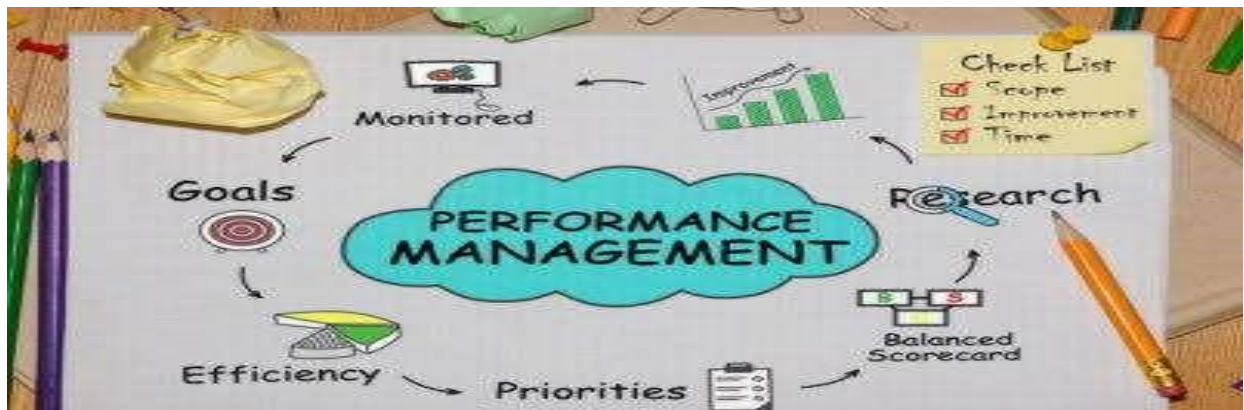 Check List
Scope
Improvement
Time
Improvement
Monitored
Goals
Research
PERFORMANCE
MANAGEMENT
B S
Balanced
Scorecard
Efficiency
Priorities